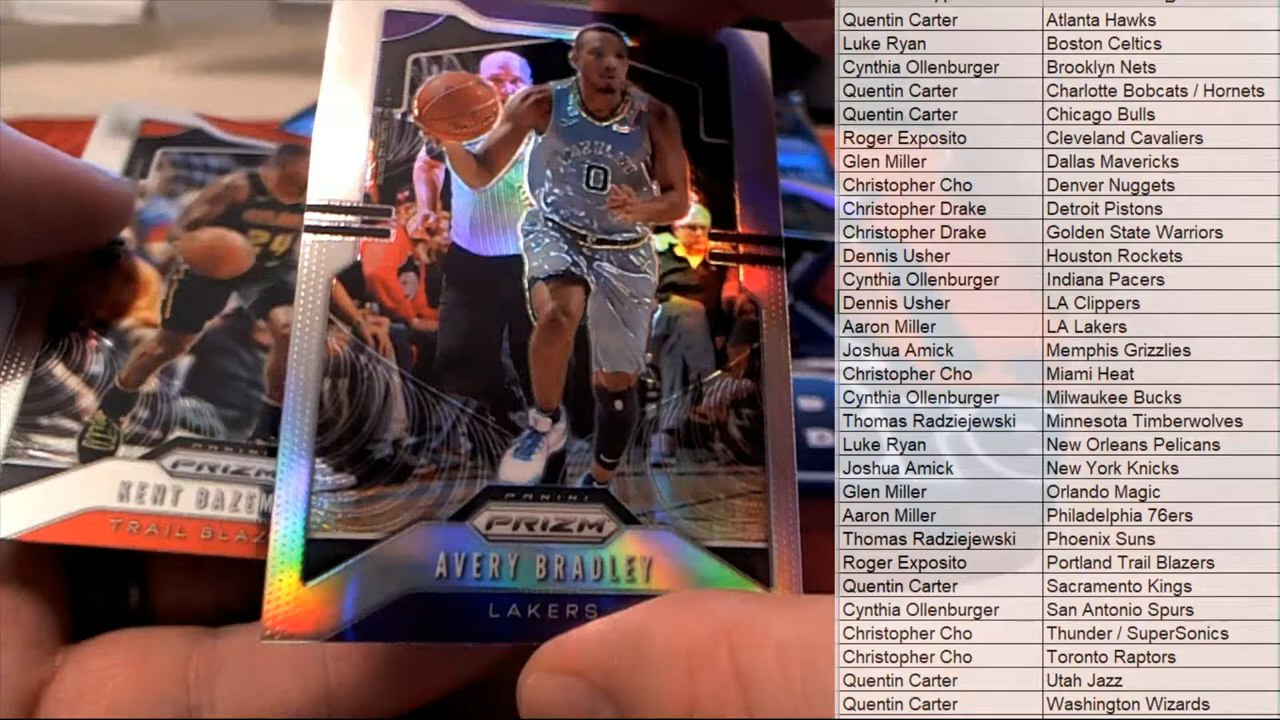 PANINI
PRIZM
AVERY BRADLEY
LAKERS
0
24
PRIZM
KENT BAZEM
TRAIL BLAZ
Quentin Carter Atlanta Hawks
Luke Ryan Boston Celtics
Cynthia Ollenburger Brooklyn Nets
Quentin Carter Charlotte Bobcats / Hornets
Quentin Carter Chicago Bulls
Roger Exposito Cleveland Cavaliers
Glen Miller Dallas Mavericks
Christopher Cho Denver Nuggets
Christopher Drake Detroit Pistons
Christopher Drake Golden State Warriors
Dennis Usher Houston Rockets
Cynthia Ollenburger Indiana Pacers
Dennis Usher LA Clippers
Aaron Miller LA Lakers
Joshua Amick Memphis Grizzlies
Christopher Cho Miami Heat
Cynthia Ollenburger Milwaukee Bucks
Thomas Radziejewski Minnesota Timberwolves
Luke Ryan New Orleans Pelicans
Joshua Amick New York Knicks
Glen Miller Orlando Magic
Aaron Miller Philadelphia 76ers
Thomas Radziejewski Phoenix Suns
Roger Exposito Portland Trail Blazers
Quentin Carter Sacramento Kings
Cynthia Ollenburger San Antonio Spurs
Christopher Cho Thunder / SuperSonics
Christopher Cho Toronto Raptors
Quentin Carter Utah Jazz
Quentin Carter Washington Wizards